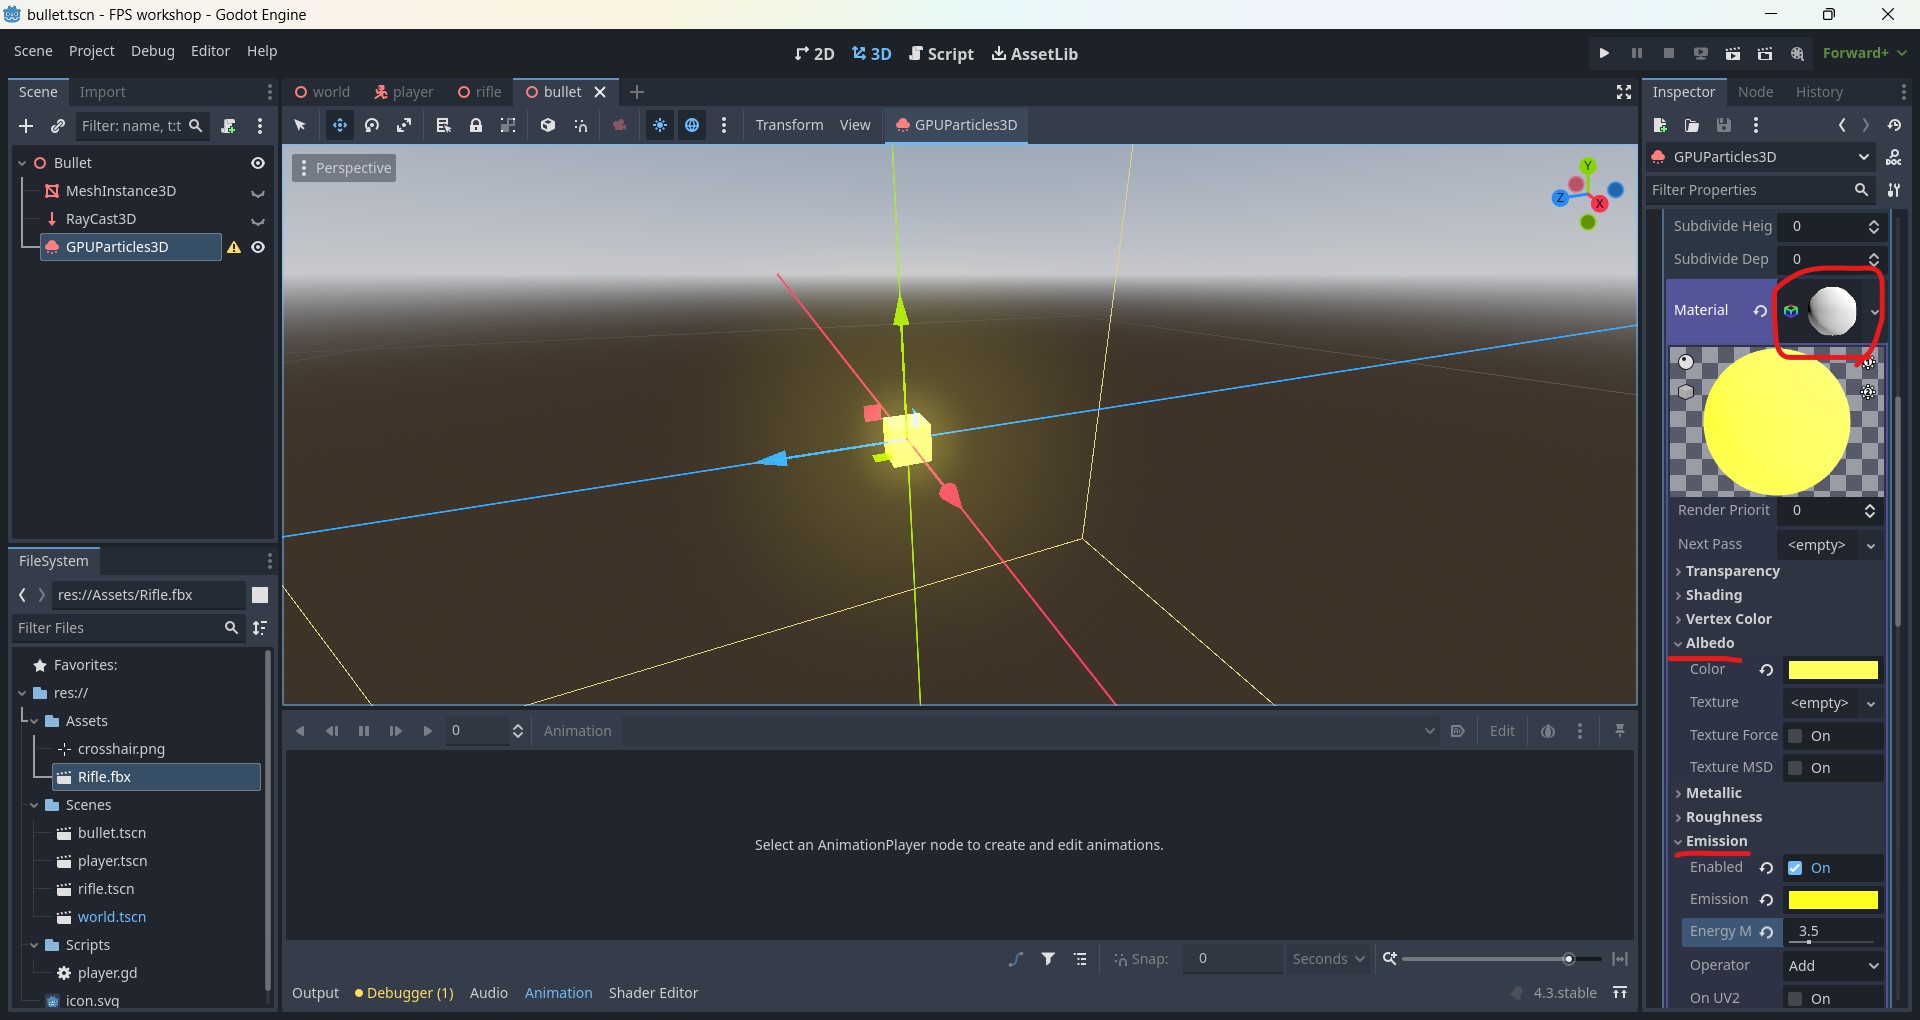 bullet.tscn - FPS workshop - Godot Engine
Scene Project Debug Editor Help
2D 3D Script AssetLib
Forward+
Scene Import
world player rifle bullet
Inspector Node History
Filter: name, t:t
Transform View GPUParticles3D
Bullet
MeshInstance3D
RayCast3D
GPUParticles3D
Perspective
Y
Z
X
GPUParticles3D
Filter Properties
Subdivide Heig 0
Subdivide Dep 0
Material
Render Priorit 0
Next Pass <empty>
Transparency
Shading
Vertex Color
Albedo
Color
Texture <empty>
Texture Force On
Texture MSD On
Metallic
Roughness
Emission
Enabled On
Emission
Energy M 3.5
Operator Add
On UV2 On
FileSystem
res://Assets/Rifle.fbx
Filter Files
Favorites:
res://
Assets
crosshair.png
Rifle.fbx
Scenes
bullet.tscn
player.tscn
rifle.tscn
world.tscn
Scripts
player.gd
icon.svg
0 Animation Edit
Select an AnimationPlayer node to create and edit animations.
Snap: 0 Seconds
Output Debugger (1) Audio Animation Shader Editor
4.3.stable